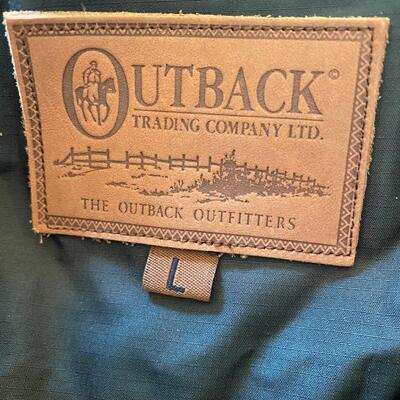 OUTBACK©
TRADING COMPANY LTD.
THE OUTBACK OUTFITTERS
L